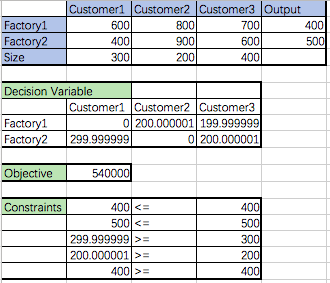 Customer1 Customer2 Customer3 Output
Factory1 600 800 700 400
Factory2 400 900 600 500
Size 300 200 400
Decision Variable
Customer1 Customer2 Customer3
Factory1 0 200.000001 199.999999
Factory2 299.999999 0 200.000001
Objective 540000
Constraints 400 <= 400
500 <= 500
299.999999 >= 300
200.000001 >= 200
400 >= 400